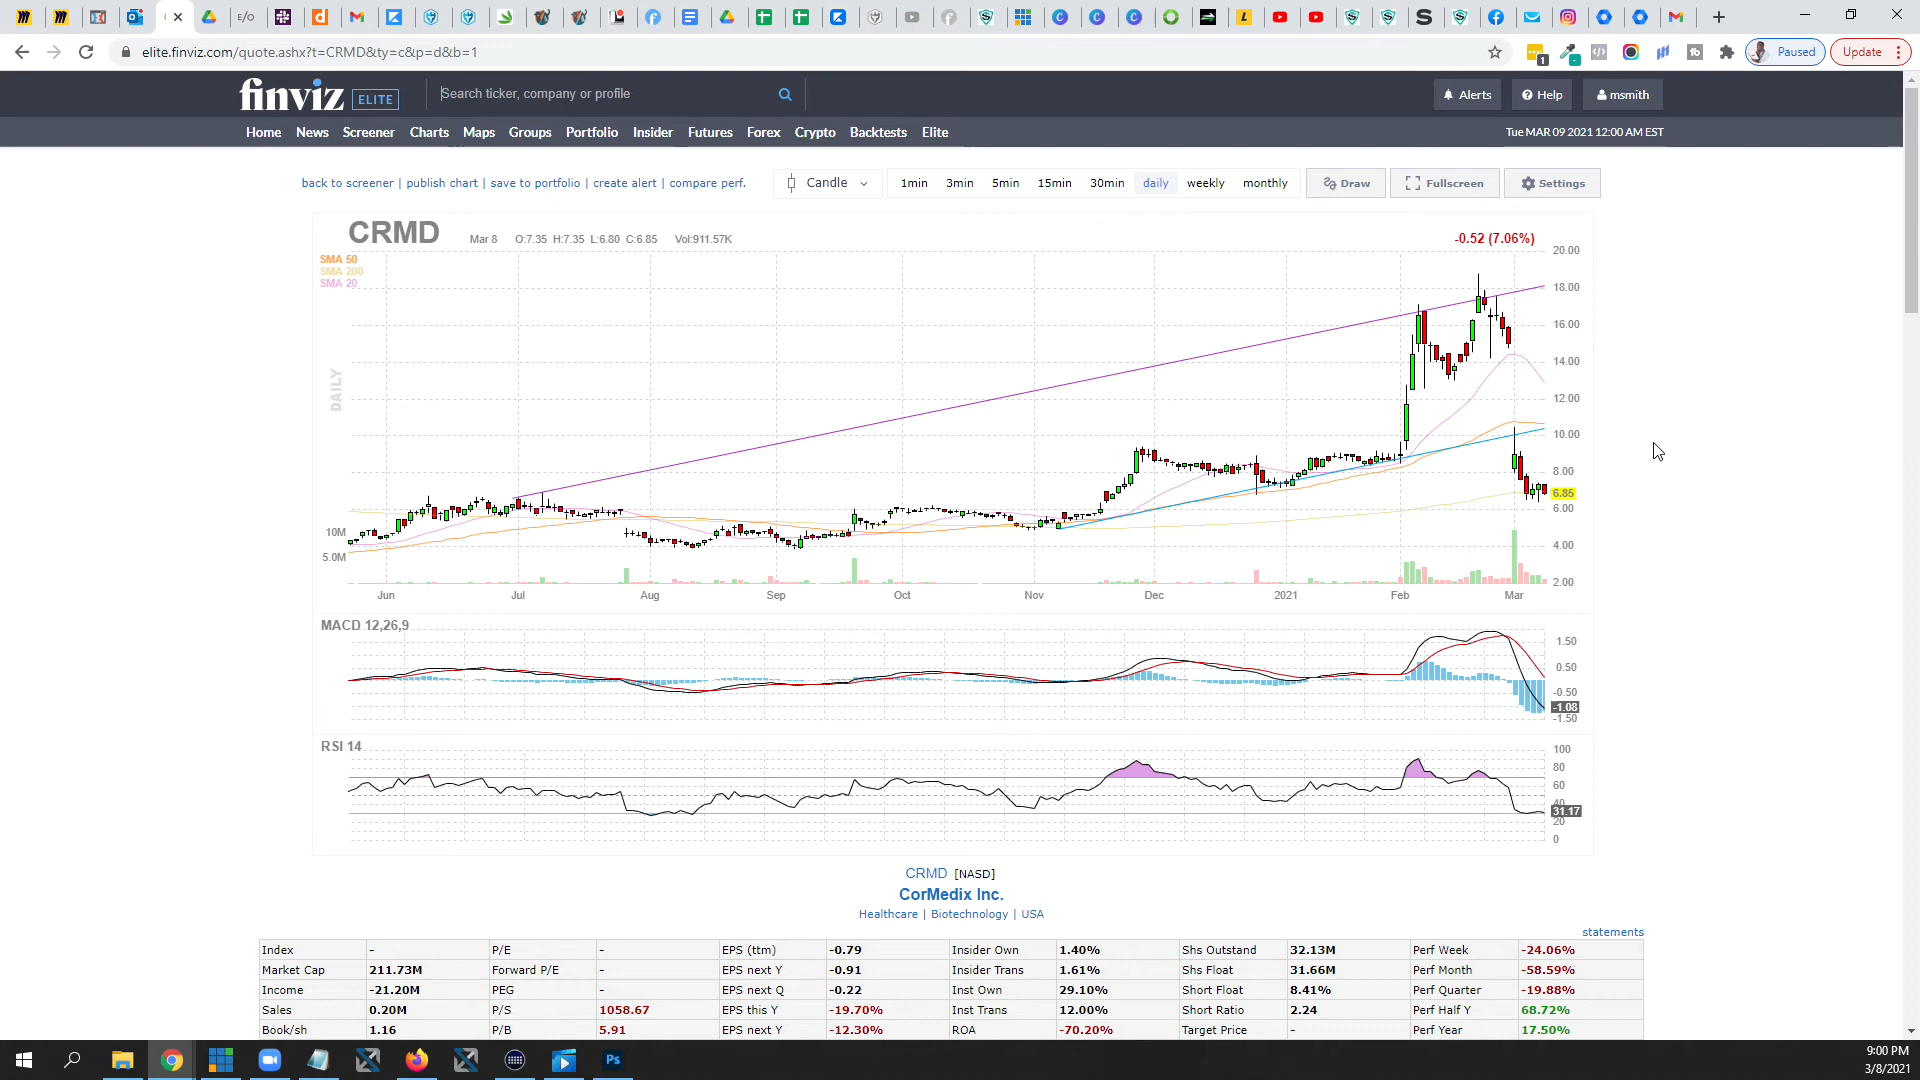 E/O
elite.finviz.com/quote.ashx?t=CRMD&ty=c&p=d&b=1
Paused
Update
finviz ELITE
Search ticker, company or profile
Alerts
Help
msmith
Home News Screener Charts Maps Groups Portfolio Insider Futures Forex Crypto Backtests Elite
Tue MAR 09 2021 12:00 AM EST
back to screener | publish chart | save to portfolio | create alert | compare perf.
Candle
1min 3min 5min 15min 30min daily weekly monthly
Draw
Fullscreen
Settings
CRMD
Mar 8 O:7.35 H:7.35 L:6.80 C:6.85 Vol:911.57K
-0.52 (7.06%)
SMA 50
SMA 200
SMA 20
DAILY
20.00
18.00
16.00
14.00
12.00
10.00
8.00
6.85
6.00
4.00
2.00
10M
5.0M
Jun Jul Aug Sep Oct Nov Dec 2021 Feb Mar
MACD 12,26,9
1.50
0.50
-0.50
-1.08
-1.50
RSI 14
100
80
60
40
31.17
20
0
CRMD [NASD]
CorMedix Inc.
Healthcare | Biotechnology | USA
statements
Index - P/E - EPS (ttm) -0.79 Insider Own 1.40% Shs Outstand 32.13M Perf Week -24.06%
Market Cap 211.73M Forward P/E - EPS next Y -0.91 Insider Trans 1.61% Shs Float 31.66M Perf Month -58.59%
Income -21.20M PEG - EPS next Q -0.22 Inst Own 29.10% Short Float 8.41% Perf Quarter -19.88%
Sales 0.20M P/S 1058.67 EPS this Y -19.70% Inst Trans 12.00% Short Ratio 2.24 Perf Half Y 68.72%
Book/sh 1.16 P/B 5.91 EPS next Y -12.30% ROA -70.20% Target Price - Perf Year 17.50%
Ps
9:00 PM
3/8/2021